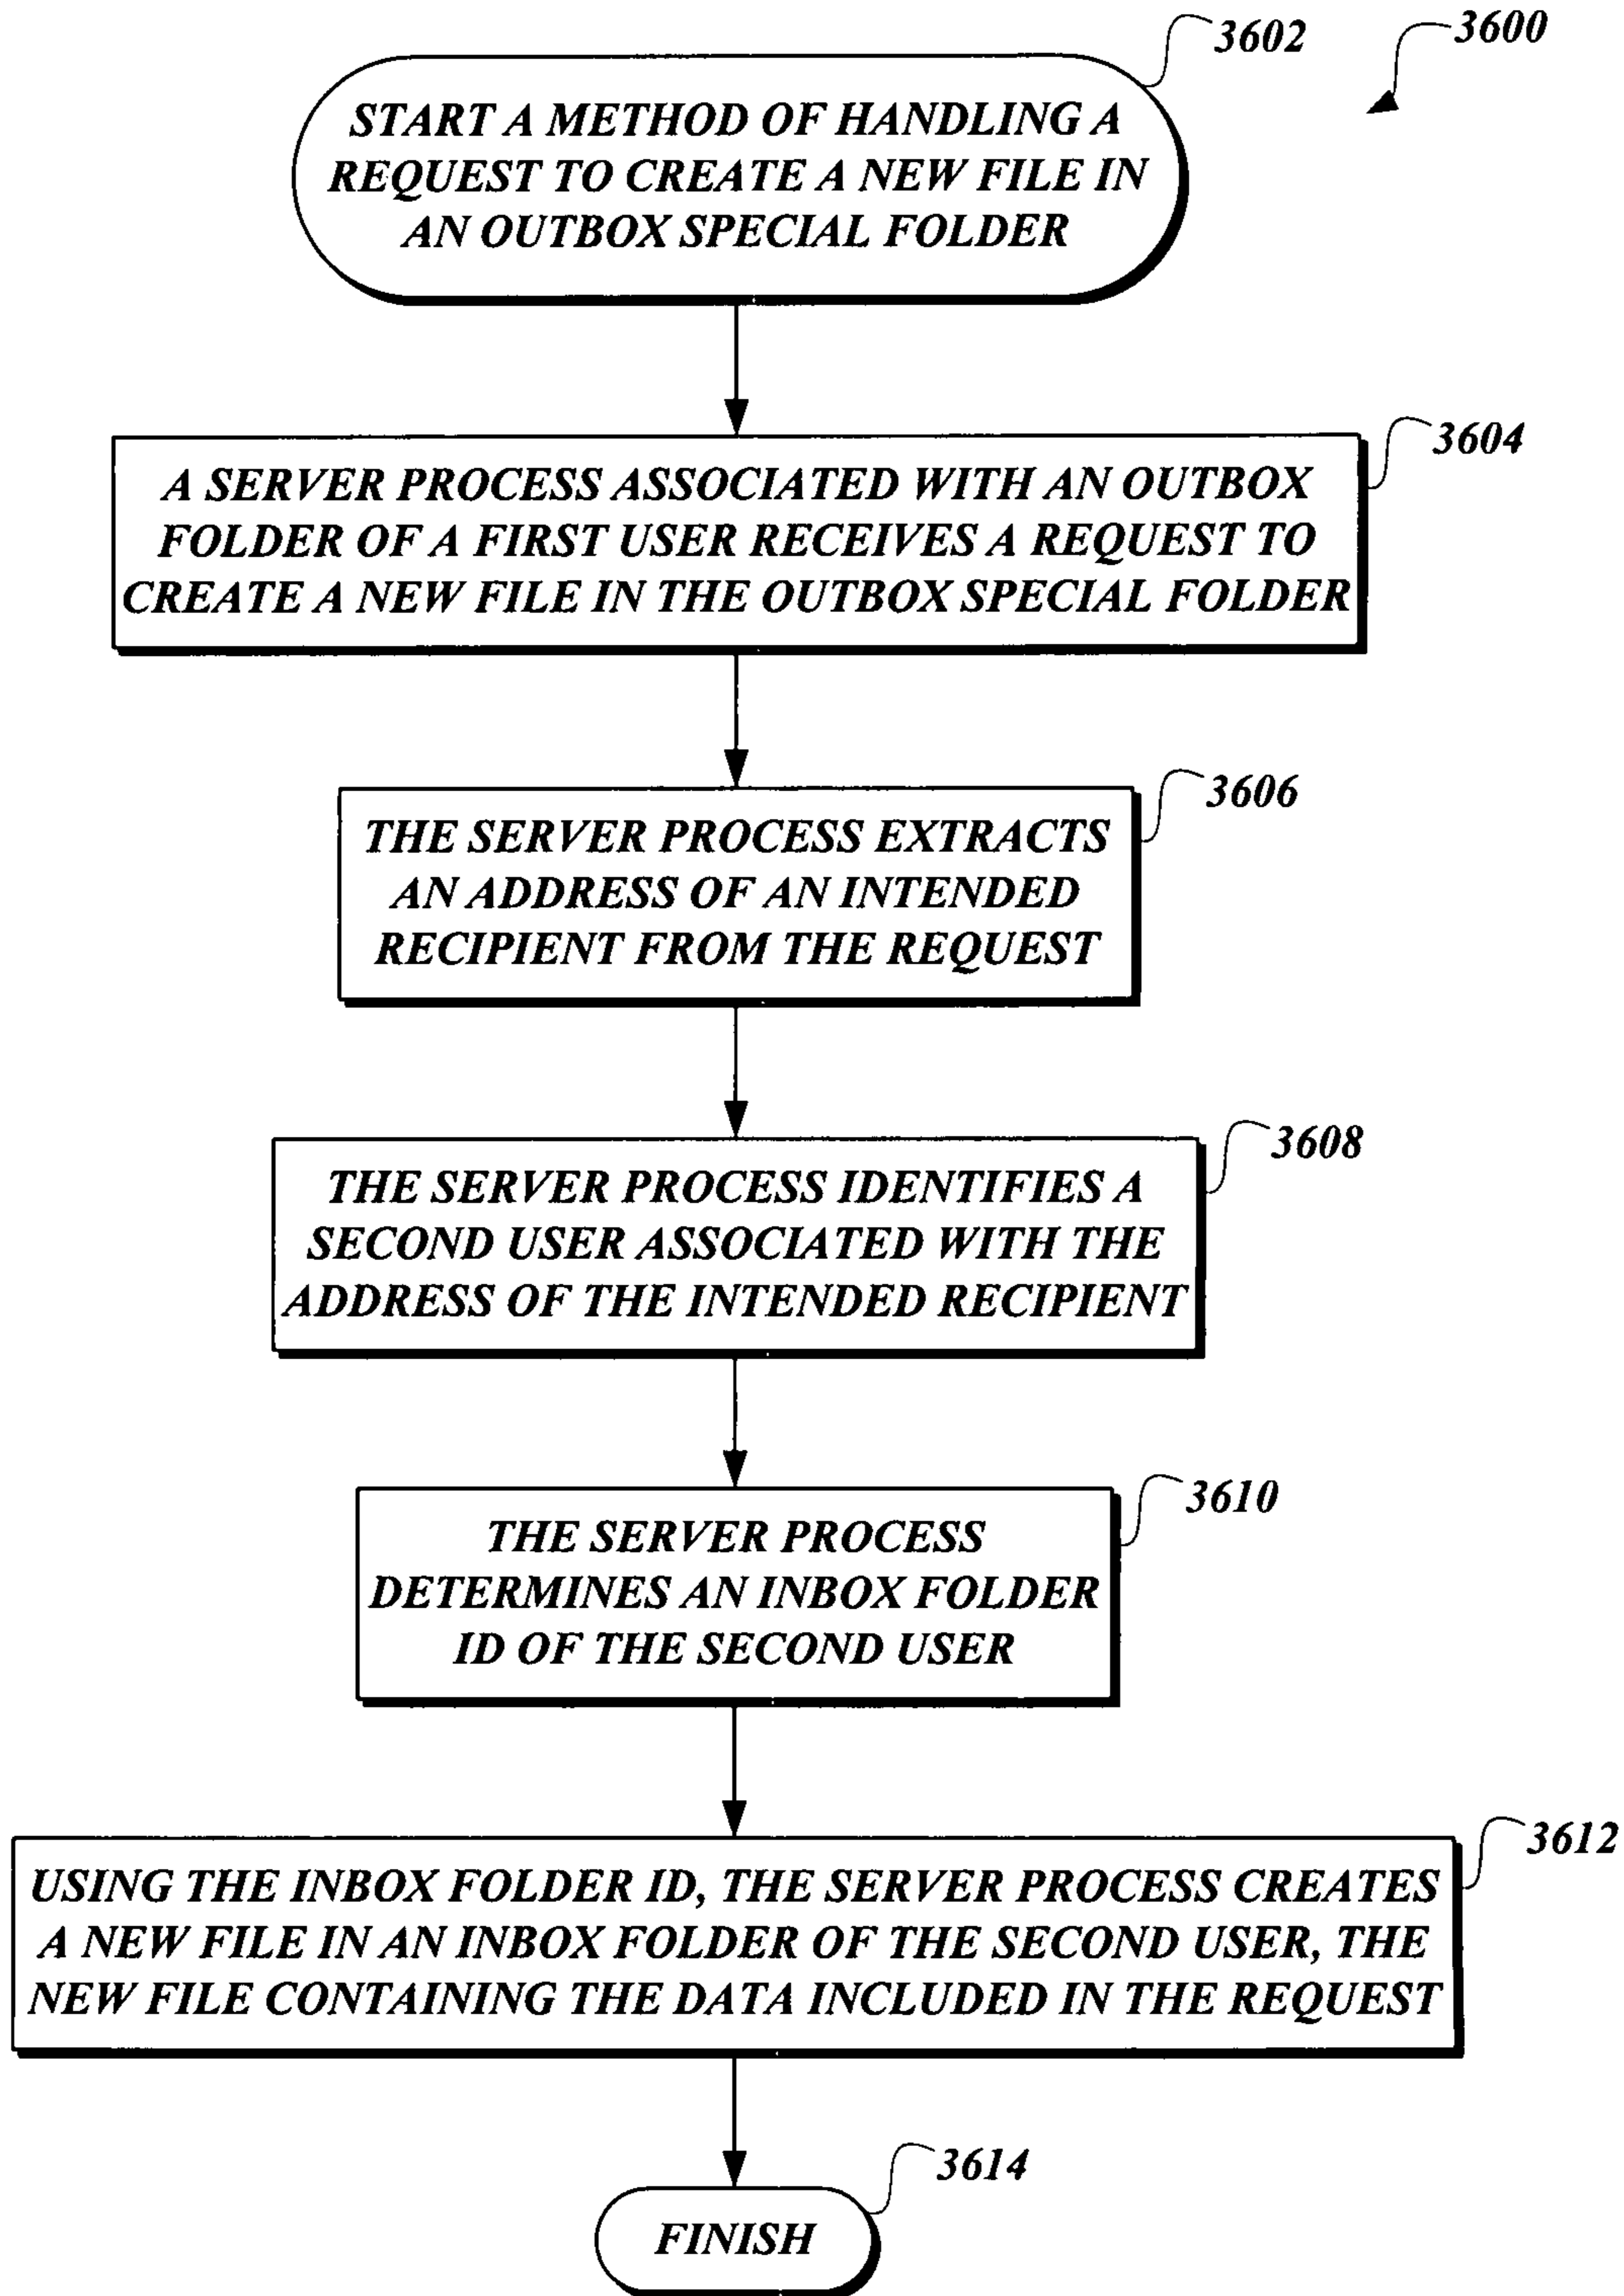 3602
3600
START A METHOD OF HANDLING A
REQUEST TO CREATE A NEW FILE IN
AN OUTBOX SPECIAL FOLDER
3604
A SERVER PROCESS ASSOCIATED WITH AN OUTBOX
FOLDER OF A FIRST USER RECEIVES A REQUEST TO
CREATE A NEW FILE IN THE OUTBOX SPECIAL FOLDER
3606
THE SERVER PROCESS EXTRACTS
AN ADDRESS OF AN INTENDED
RECIPIENT FROM THE REQUEST
3608
THE SERVER PROCESS IDENTIFIES A
SECOND USER ASSOCIATED WITH THE
ADDRESS OF THE INTENDED RECIPIENT
3610
THE SERVER PROCESS
DETERMINES AN INBOX FOLDER
ID OF THE SECOND USER
3612
USING THE INBOX FOLDER ID, THE SERVER PROCESS CREATES
A NEW FILE IN AN INBOX FOLDER OF THE SECOND USER, THE
NEW FILE CONTAINING THE DATA INCLUDED IN THE REQUEST
3614
FINISH